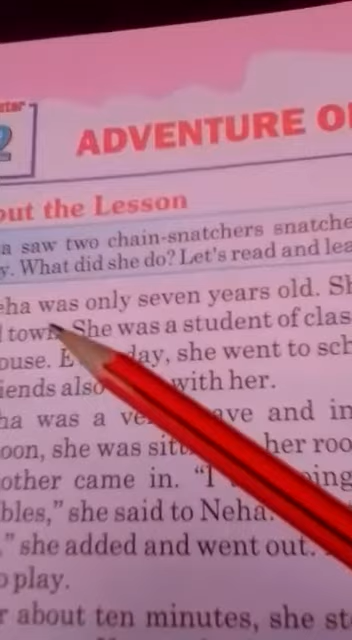 2
ADVENTURE O
out the Lesson
a saw two chain-snatchers snatche
y. What did she do? Let's read and lea
eha was only seven years old. Sh
town. She was a student of clas
ouse. E day, she went to sch
iends also with her.
ha was a ve ave and in
oon, she was sitt her roo
other came in. "I ping
bles," she said to Neha.
," she added and went out.
o play.
r about ten minutes, she st